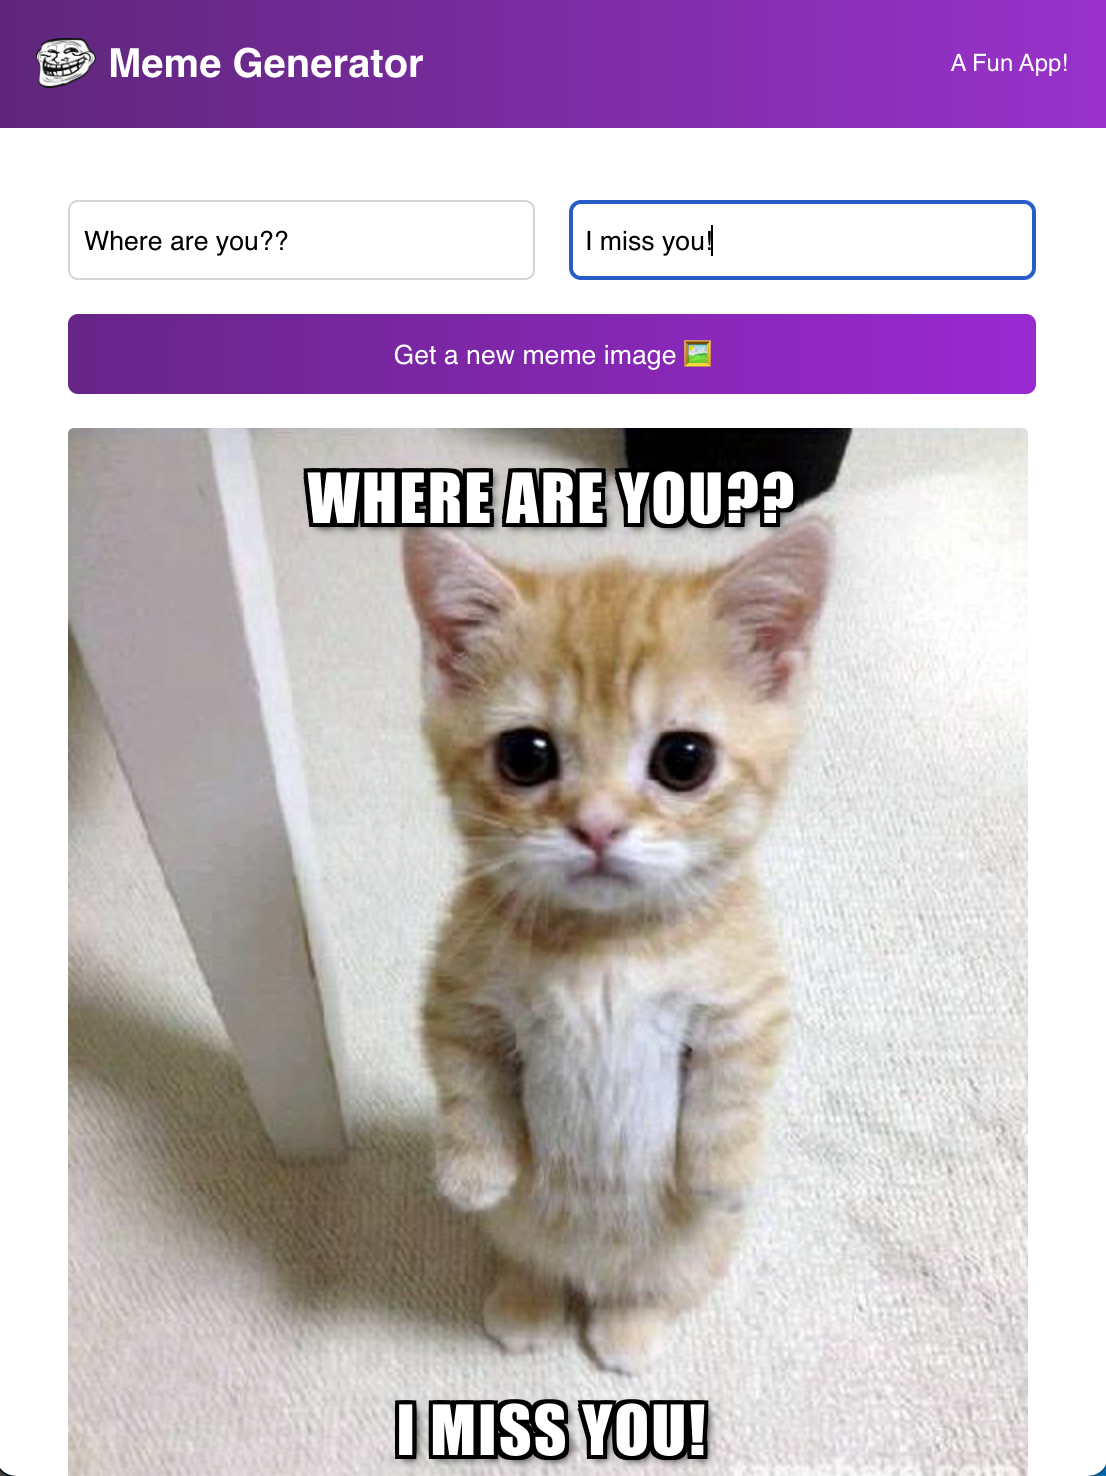 Meme Generator
A Fun App!
Where are you??
I miss you!
Get a new meme image
WHERE ARE YOU??
I MISS YOU!